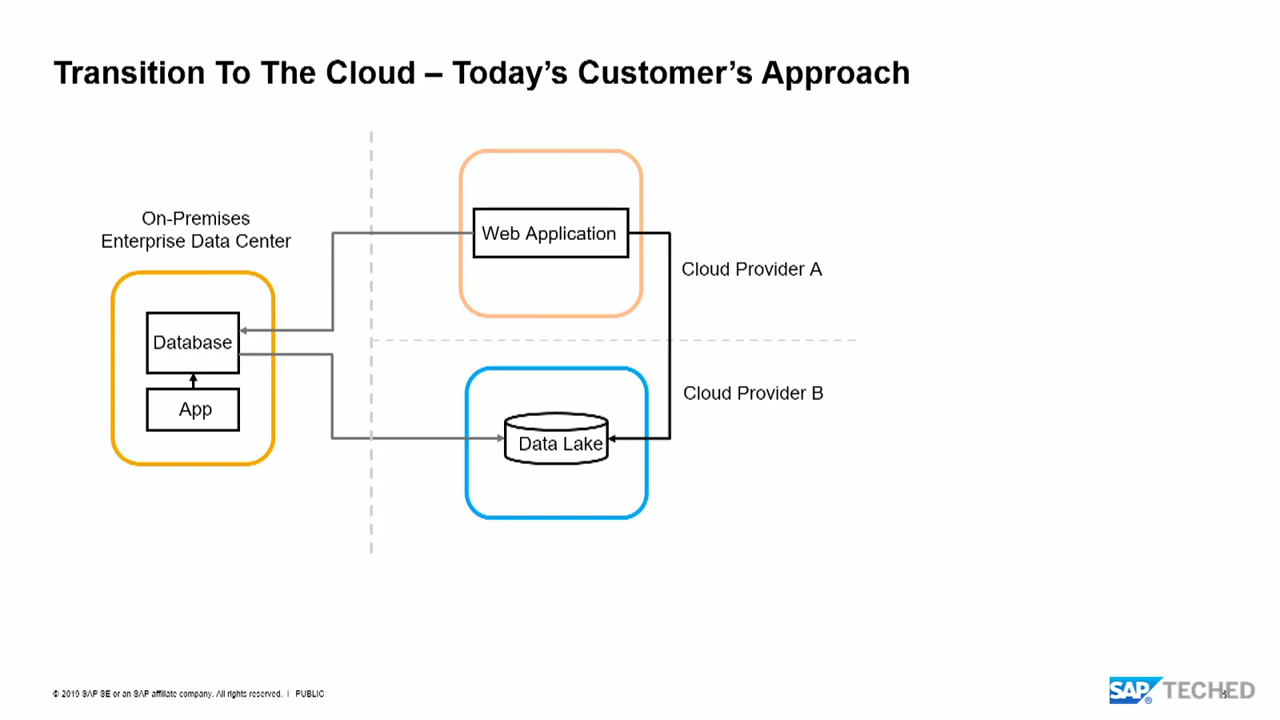 Transition To The Cloud – Today’s Customer’s Approach
On-Premises
Enterprise Data Center
Database
App
Web Application
Cloud Provider A
Cloud Provider B
Data Lake
© 2019 SAP SE or an SAP affiliate company. All rights reserved. | PUBLIC
SAP TECHED